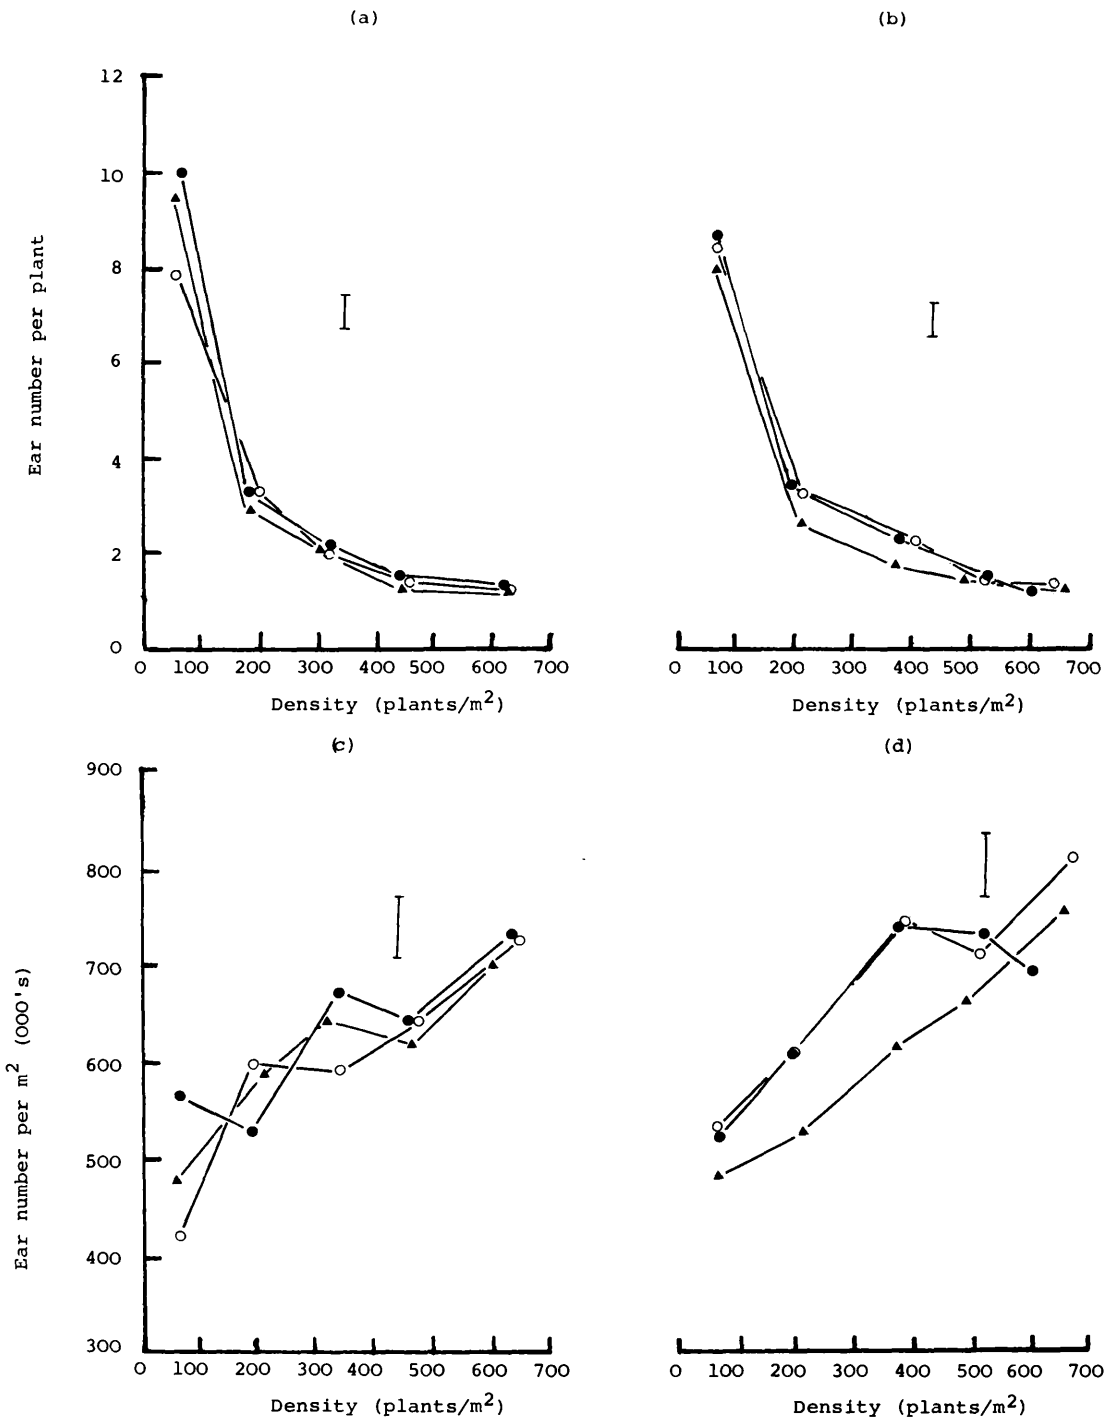 (a)
(b)
12
10
8
6
4
2
0
Ear number per plant
0 100 200 300 400 500 600 700
Density (plants/m²)
0 100 200 300 400 500 600 700
Density (plants/m²)
(c)
(d)
900
800
700
600
500
400
300
Ear number per m² (000's)
0 100 200 300 400 500 600 700
Density (plants/m²)
0 100 200 300 400 500 600 700
Density (plants/m²)